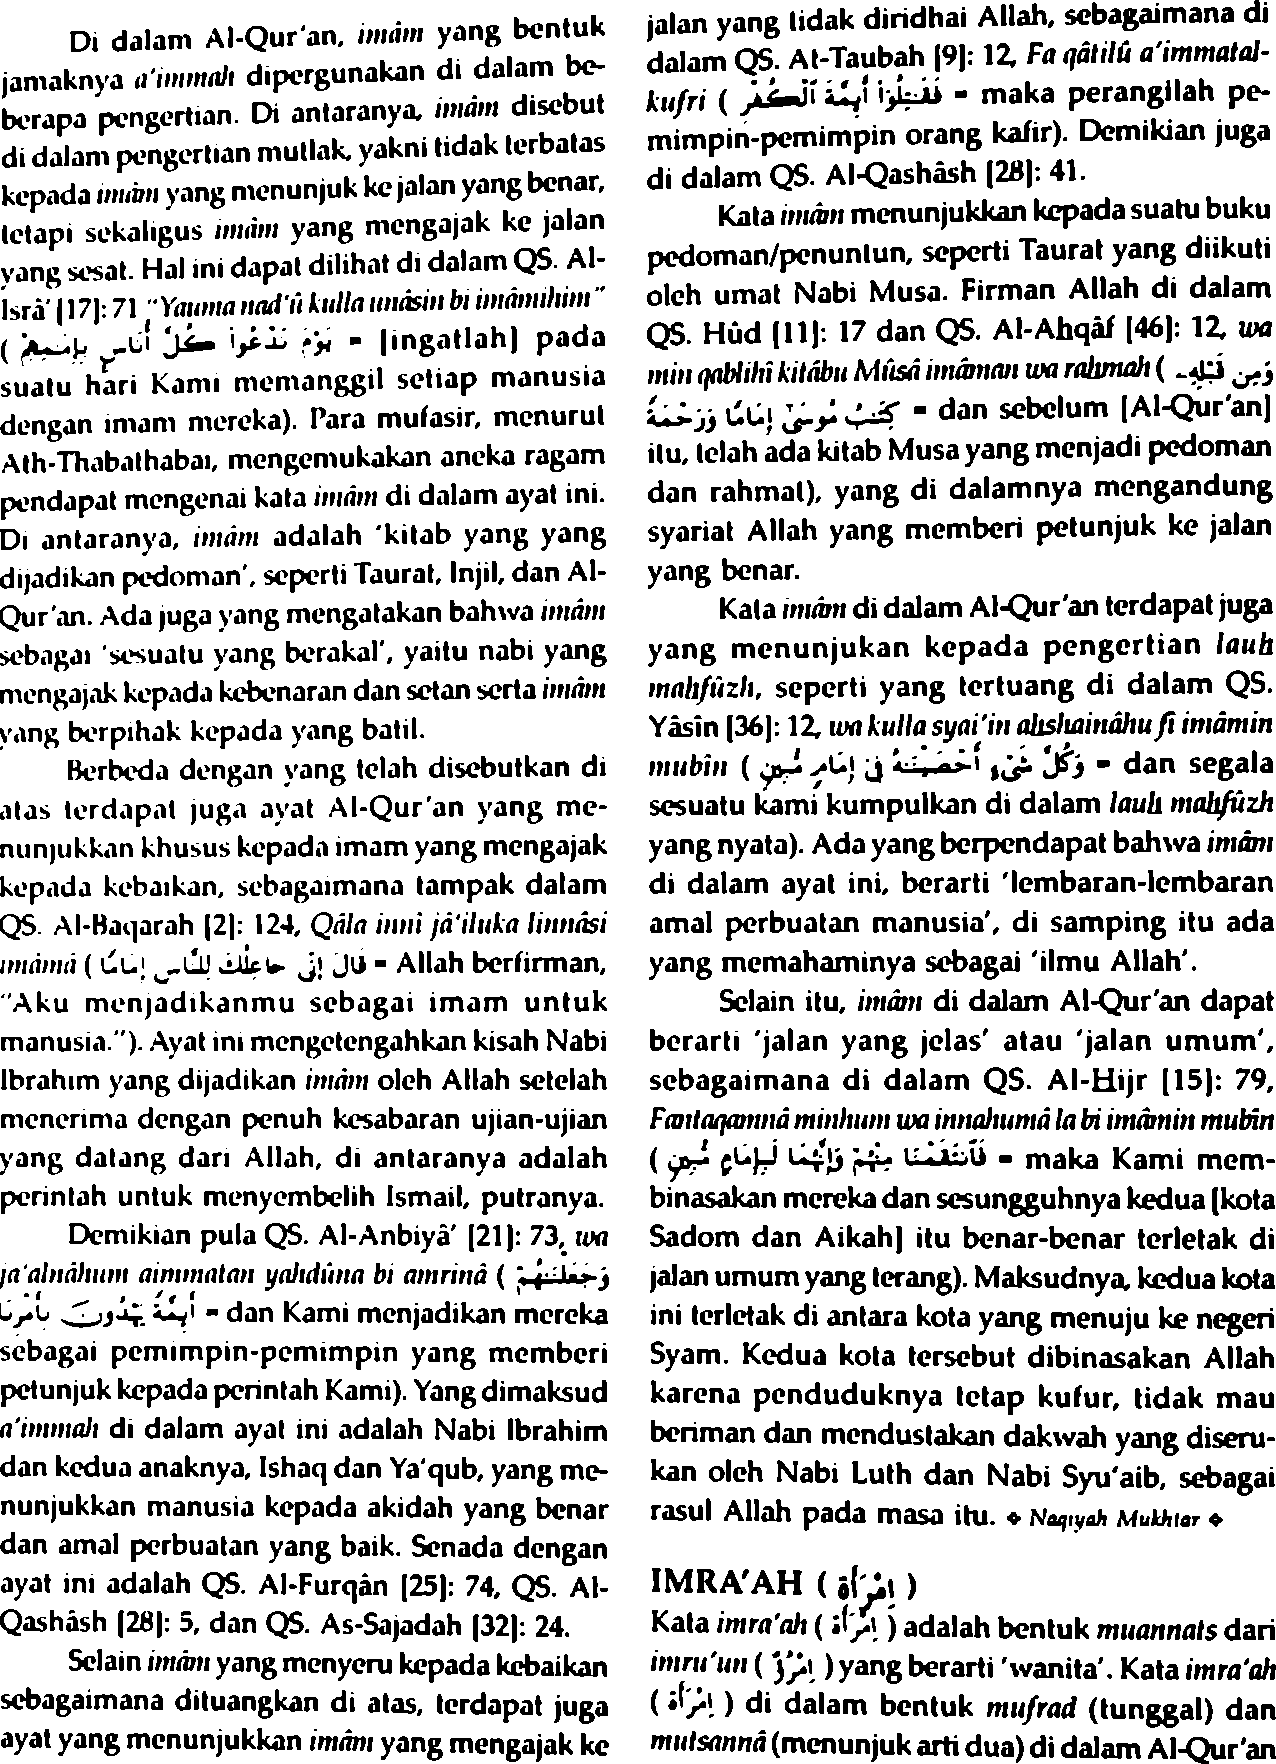 Di dalam Al-Qur'an, imâm yang bentuk
jamaknya a'immah dipergunakan di dalam be-
berapa pengertian. Di antaranya, imâm disebut
di dalam pengertian mutlak, yakni tidak terbatas
kepada imâm yang menunjuk ke jalan yang benar,
tetapi sekaligus imâm yang mengajak ke jalan
yang sesat. Hal ini dapat dilihat di dalam QS. Al-
Isrâ' [17]: 71 "Yauma nad'û kulla unâsin bi imâmihim"
( يَوْمَ نَدْعُوا۟ كُلَّ أُنَاسٍ بِإِمَـٰمِهِمْ = [ingatlah] pada
suatu hari Kami memanggil setiap manusia
dengan imam mereka). Para mufasir, menurut
Ath-Thabathabai, mengemukakan aneka ragam
pendapat mengenai kata imâm di dalam ayat ini.
Di antaranya, imâm adalah 'kitab yang yang
dijadikan pedoman', seperti Taurat, Injil, dan Al-
Qur'an. Ada juga yang mengatakan bahwa imâm
sebagai 'sesuatu yang berakal', yaitu nabi yang
mengajak kepada kebenaran dan setan serta imâm
yang berpihak kepada yang batil.
Berbeda dengan yang telah disebutkan di
atas terdapat juga ayat Al-Qur'an yang me-
nunjukkan khusus kepada imam yang mengajak
kepada kebaikan, sebagaimana tampak dalam
QS. Al-Baqarah [2]: 124, Qâla innî jâ'iluka linnâsi
imâmâ ( قَالَ إِنِّي جَاعِلُكَ لِلنَّاسِ إِمَامًا = Allah berfirman,
"Aku menjadikanmu sebagai imam untuk
manusia."). Ayat ini mengetengahkan kisah Nabi
Ibrahim yang dijadikan imâm oleh Allah setelah
menerima dengan penuh kesabaran ujian-ujian
yang datang dari Allah, di antaranya adalah
perintah untuk menyembelih Ismail, putranya.
Demikian pula QS. Al-Anbiyâ' [21]: 73, wa
ja'alnâhum aimmatan yahdûna bi amrinâ ( وَجَعَلْنَـٰهُمْ
أَئِمَّةً يَهْدُونَ بِأَمْرِنَا = dan Kami menjadikan mereka
sebagai pemimpin-pemimpin yang memberi
petunjuk kepada perintah Kami). Yang dimaksud
a'immah di dalam ayat ini adalah Nabi Ibrahim
dan kedua anaknya, Ishaq dan Ya'qub, yang me-
nunjukkan manusia kepada akidah yang benar
dan amal perbuatan yang baik. Senada dengan
ayat ini adalah QS. Al-Furqân [25]: 74, QS. Al-
Qashâsh [28]: 5, dan QS. As-Sajadah [32]: 24.
Selain imâm yang menyeru kepada kebaikan
sebagaimana dituangkan di atas, terdapat juga
ayat yang menunjukkan imâm yang mengajak ke
jalan yang tidak diridhai Allah, sebagaimana di
dalam QS. At-Taubah [9]: 12, Fa qâtilû a'immatal-
kufri ( فَقَـٰتِلُوٓا۟ أَئِمَّةَ ٱلْكُفْرِ = maka perangilah pe-
mimpin-pemimpin orang kafir). Demikian juga
di dalam QS. Al-Qashâsh [28]: 41.
Kata imâm menunjukkan kepada suatu buku
pedoman/penuntun, seperti Taurat yang diikuti
oleh umat Nabi Musa. Firman Allah di dalam
QS. Hûd [11]: 17 dan QS. Al-Ahqâf [46]: 12, wa
min qablihî kitâbu Mûsâ imâman wa rahmah ( وَمِن قَبْلِهِۦ
كِتَـٰبُ مُوسَىٰٓ إِمَامًا وَرَحْمَةً = dan sebelum [Al-Qur'an]
itu, telah ada kitab Musa yang menjadi pedoman
dan rahmat), yang di dalamnya mengandung
syariat Allah yang memberi petunjuk ke jalan
yang benar.
Kata imâm di dalam Al-Qur'an terdapat juga
yang menunjukan kepada pengertian lauh
mahfûzh, seperti yang tertuang di dalam QS.
Yâsîn [36]: 12, wa kulla syai'in ahshainâhu fî imâmin
mubîn ( وَكُلَّ شَىْءٍ أَحْصَيْنَـٰهُ فِىٓ إِمَامٍ مُّبِينٍ = dan segala
sesuatu kami kumpulkan di dalam lauh mahfûzh
yang nyata). Ada yang berpendapat bahwa imâm
di dalam ayat ini, berarti 'lembaran-lembaran
amal perbuatan manusia', di samping itu ada
yang memahaminya sebagai 'ilmu Allah'.
Selain itu, imâm di dalam Al-Qur'an dapat
berarti 'jalan yang jelas' atau 'jalan umum',
sebagaimana di dalam QS. Al-Hijr [15]: 79,
Fantaqamnâ minhum wa innahumâ la bi imâmin mubîn
( فَٱنتَقَمْنَا مِنْهُمْ وَإِنَّهُمَا لَبِإِمَامٍ مُّبِينٍ = maka Kami mem-
binasakan mereka dan sesungguhnya kedua [kota
Sadom dan Aikah] itu benar-benar terletak di
jalan umum yang terang). Maksudnya, kedua kota
ini terletak di antara kota yang menuju ke negeri
Syam. Kedua kota tersebut dibinasakan Allah
karena penduduknya tetap kufur, tidak mau
beriman dan mendustakan dakwah yang diseru-
kan oleh Nabi Luth dan Nabi Syu'aib, sebagai
rasul Allah pada masa itu. ❖ Naqiyah Mukhtar ❖
IMRA'AH ( اِمْرَأَة )
Kata imra'ah ( اِمْرَأَة ) adalah bentuk muannats dari
imru'un ( اِمْرُؤٌ ) yang berarti 'wanita'. Kata imra'ah
( اِمْرَأَة ) di dalam bentuk mufrad (tunggal) dan
mutsannâ (menunjuk arti dua) di dalam Al-Qur'an